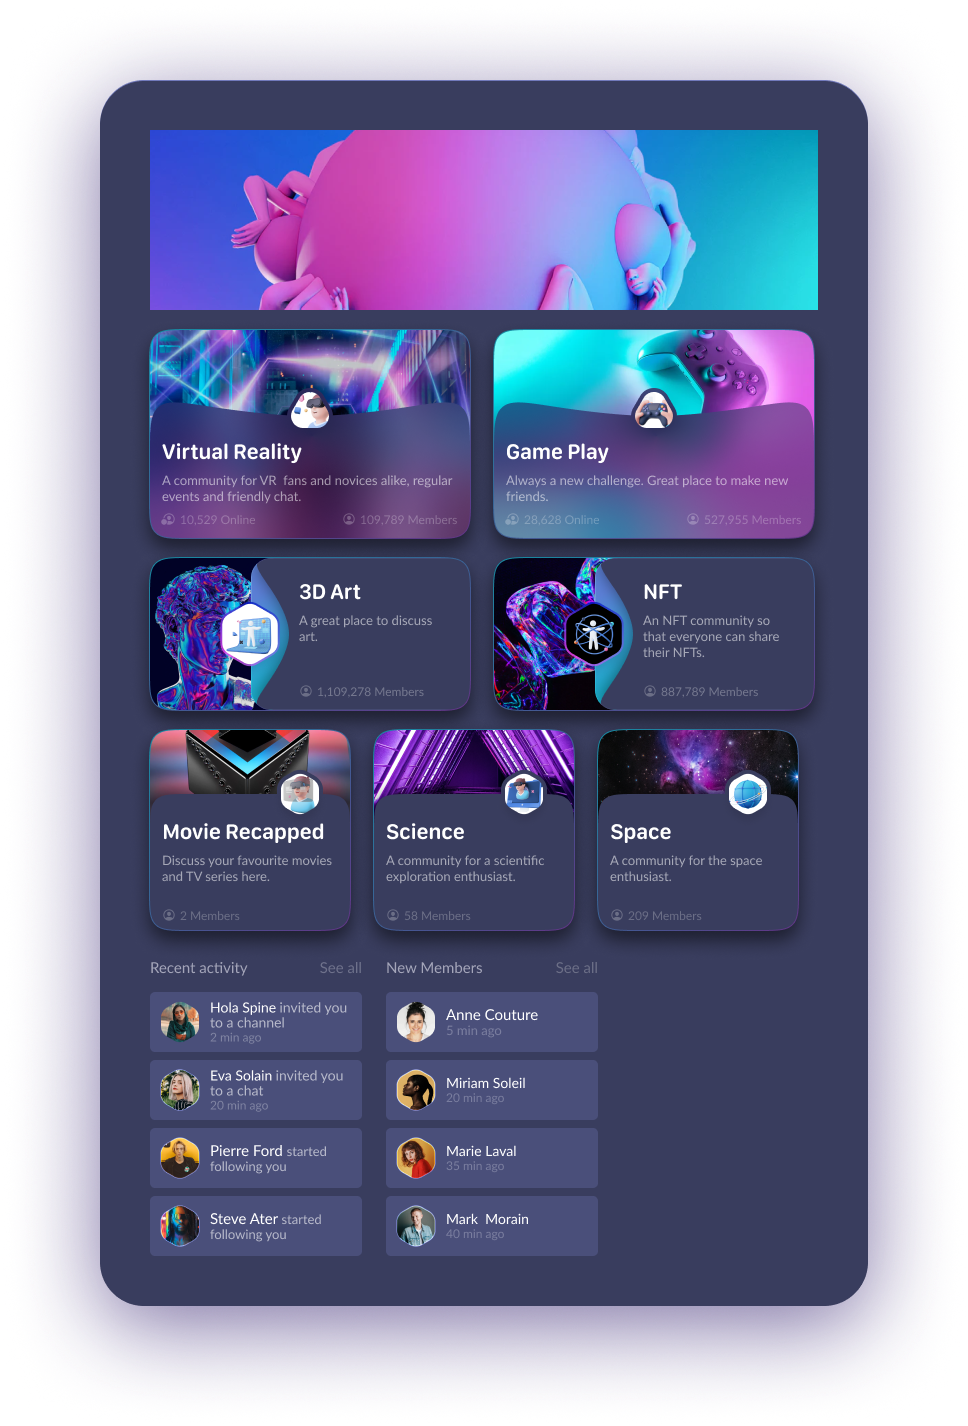 Virtual Reality
A community for VR  fans and novices alike, regular
events and friendly chat.
10,529 Online
109,789 Members
Game Play
Always a new challenge. Great place to make new
friends.
28,628 Online
527,955 Members
3D Art
A great place to discuss
art.
1,109,278 Members
NFT
An NFT community so
that everyone can share
their NFTs.
887,789 Members
Movie Recapped
Discuss your favourite movies
and TV series here.
2 Members
Science
A community for a scientific
exploration enthusiast.
58 Members
Space
A community for the space
enthusiast.
209 Members
Recent activity
See all
Hola Spine invited you
to a channel
2 min ago
Eva Solain invited you
to a chat
20 min ago
Pierre Ford started
following you
Steve Ater started
following you
New Members
See all
Anne Couture
5 min ago
Miriam Soleil
20 min ago
Marie Laval
35 min ago
Mark  Morain
40 min ago